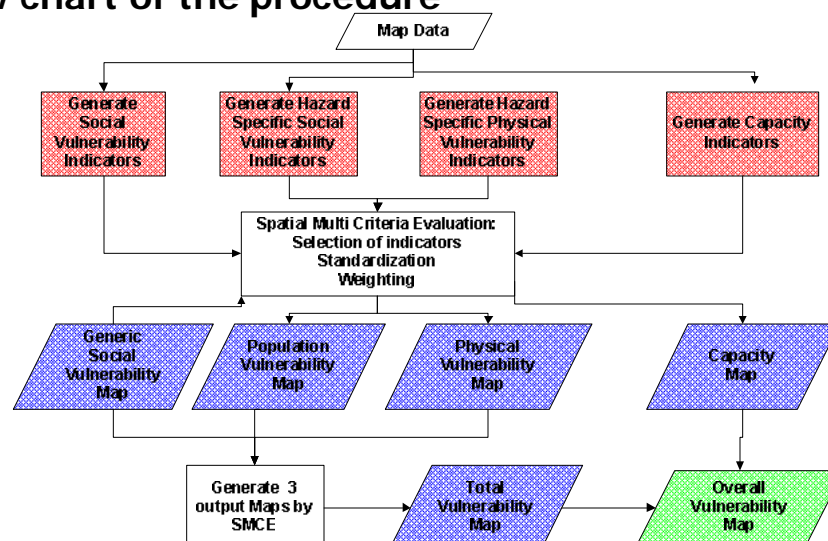 chart of the procedure
Map Data
Generate
Social
Vulnerability
Indicators
Generate Hazard
Specific Social
Vulnerability
Indicators
Generate Hazard
Specific Physical
Vulnerability
Indicators
Generate Capacity
Indicators
Spatial Multi Criteria Evaluation:
Selection of indicators
Standardization
Weighting
Generic
Social
Vulnerability
Map
Population
Vulnerability
Map
Physical
Vulnerability
Map
Capacity
Map
Generate 3
output Maps by
SMCE
Total
Vulnerability
Map
Overall
Vulnerability
Map